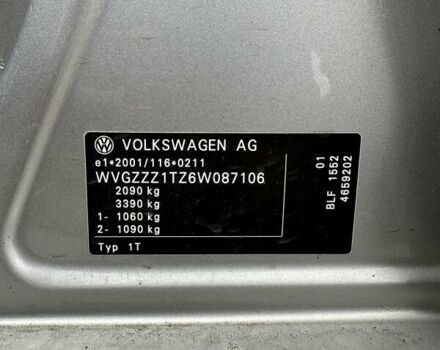 VOLKSWAGEN AG
e1*2001/116*0211
WVGZZZ1TZ6W087106
2090 kg
3390 kg
1- 1060 kg
2- 1090 kg
Typ 1T
01
BLF 1552
4659202